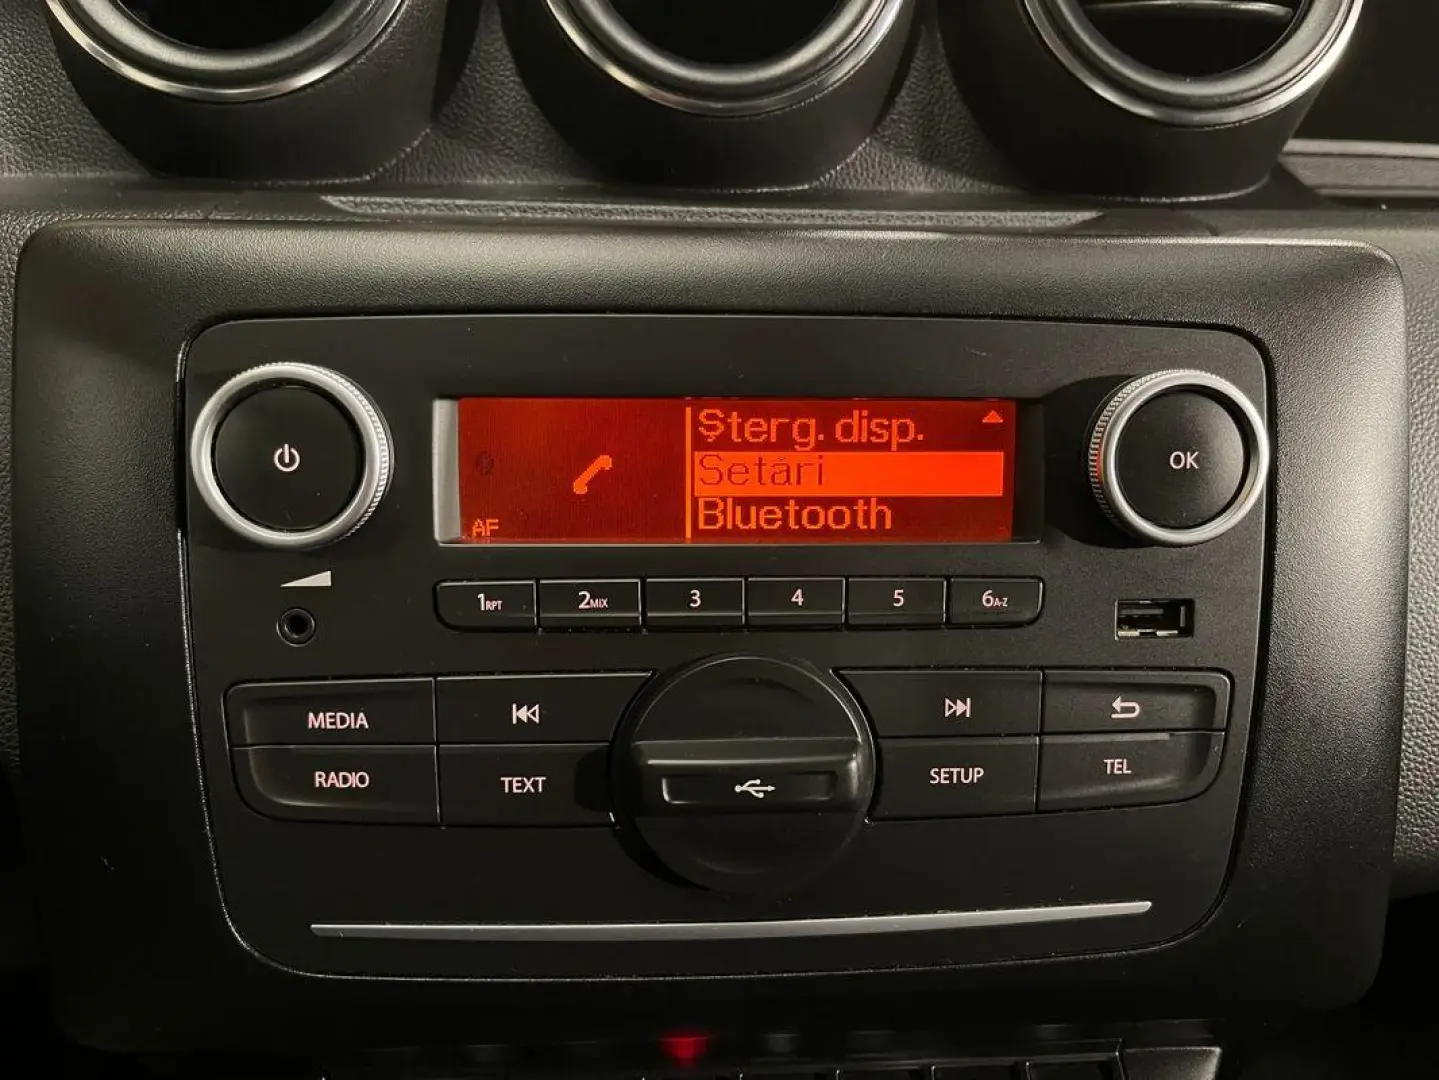 Șterg. disp.
Setări
Bluetooth
AF
OK
1RPT 2MIX 3 4 5 6A-Z
MEDIA
RADIO TEXT SETUP TEL